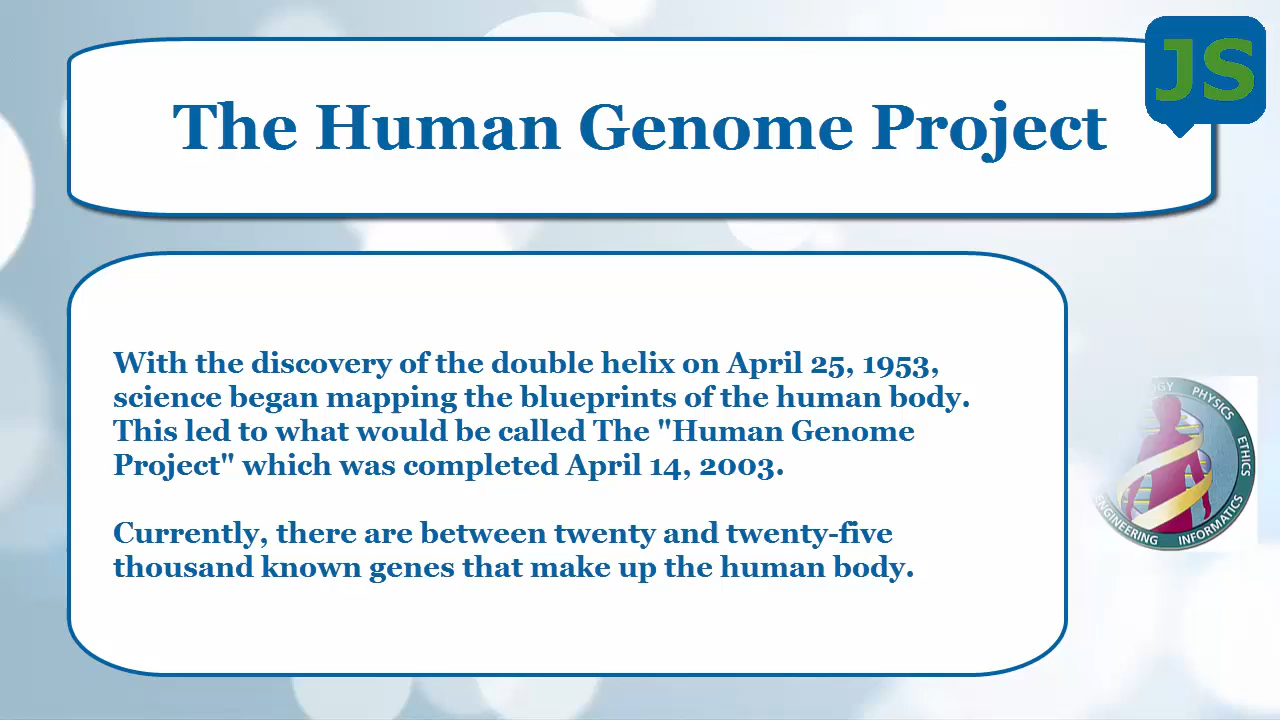 JS
The Human Genome Project
With the discovery of the double helix on April 25, 1953,
science began mapping the blueprints of the human body.
This led to what would be called The "Human Genome
Project" which was completed April 14, 2003.
Currently, there are between twenty and twenty-five
thousand known genes that make up the human body.
PHYSICS
ETHICS
INFORMATICS
ENGINEERING